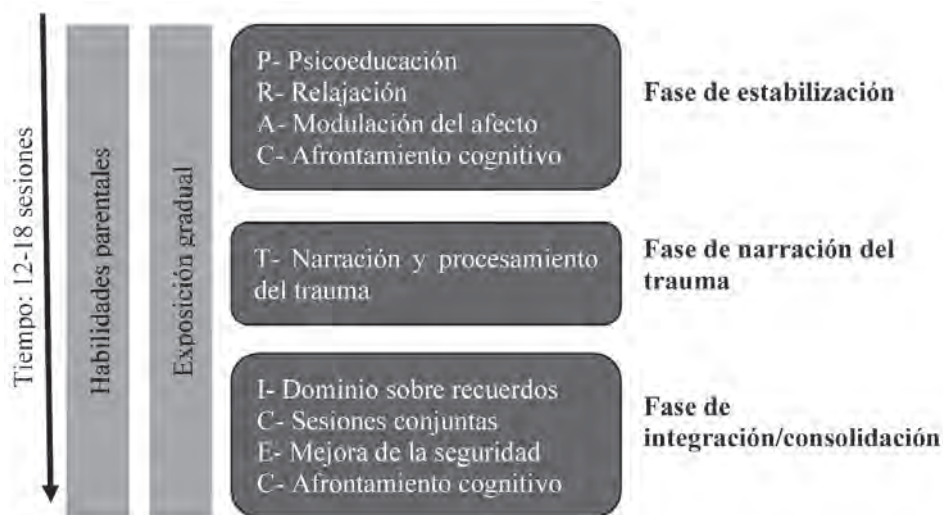 Tiempo: 12-18 sesiones
Habilidades parentales
Exposición gradual
P- Psicoeducación
R- Relajación
A- Modulación del afecto
C- Afrontamiento cognitivo
Fase de estabilización
T- Narración y procesamiento
del trauma
Fase de narración del
trauma
I- Dominio sobre recuerdos
C- Sesiones conjuntas
E- Mejora de la seguridad
C- Afrontamiento cognitivo
Fase de
integración/consolidación